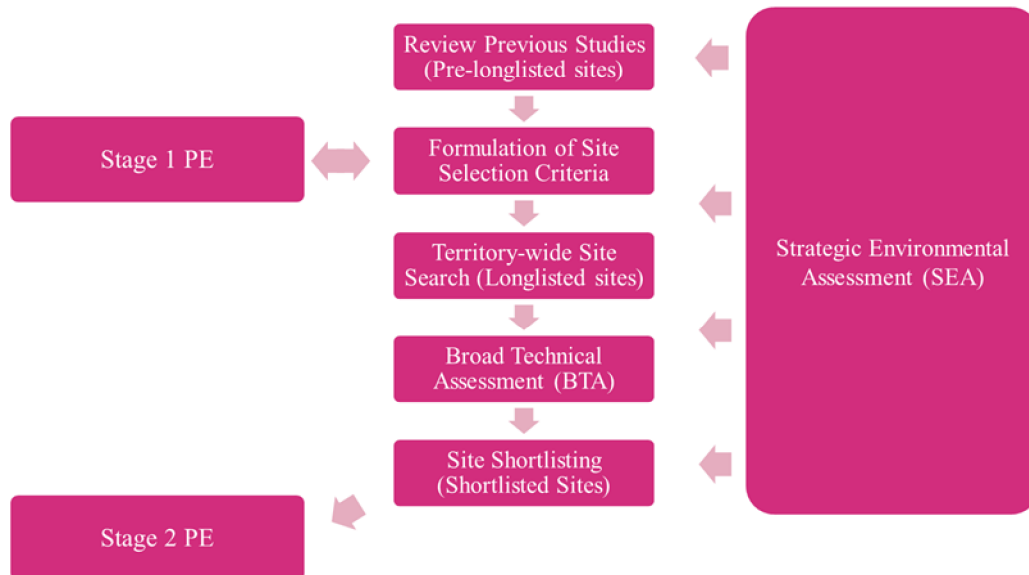 Review Previous Studies
(Pre-longlisted sites)
Stage 1 PE
Formulation of Site
Selection Criteria
Territory-wide Site
Search (Longlisted sites)
Strategic Environmental
Assessment (SEA)
Broad Technical
Assessment (BTA)
Site Shortlisting
(Shortlisted Sites)
Stage 2 PE